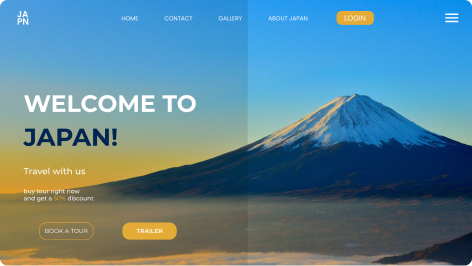 JA
PN
HOME
CONTACT
GALLERY
ABOUT JAPAN
LOGIN
WELCOME TO
JAPAN!
Travel with us
buy tour right now
and get a 50% discount
BOOK A TOUR
TRAILER